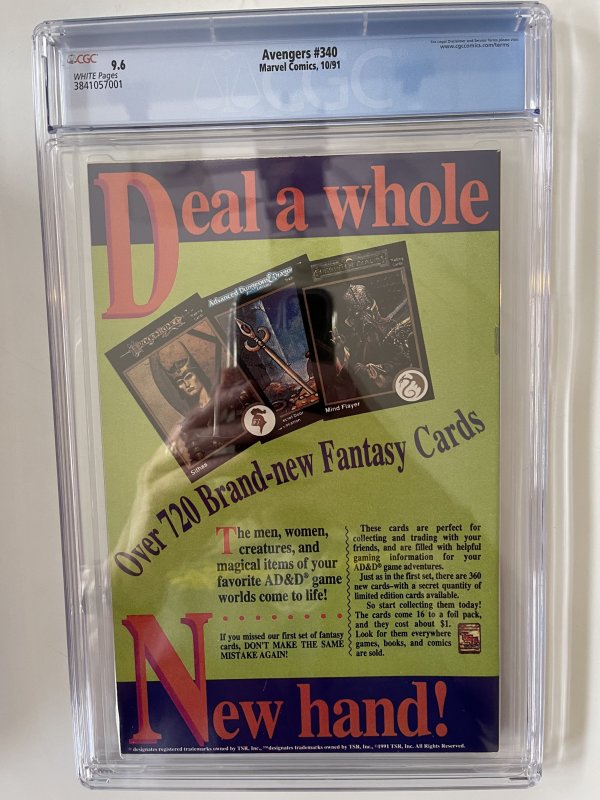 CGC
9.6
WHITE Pages
3841057001
Avengers #340
Marvel Comics, 10/91
www.cgccomics.com/terms
CGC
Deal a whole
Advanced Dungeons & Dragons
Trading
Cards
Sithas
Mind Flayer
Over 720 Brand-new Fantasy Cards
The men, women,
creatures, and
magical items of your
favorite AD&D® game
worlds come to life!
If you missed our first set of fantasy
cards, DON'T MAKE THE SAME
MISTAKE AGAIN!
These cards are perfect for
collecting and trading with your
friends, and are filled with helpful
gaming information for your
AD&D® game adventures.
Just as in the first set, there are 360
new cards–with a secret quantity of
limited edition cards available.
So start collecting them today!
The cards come 16 to a foil pack,
and they cost about $1.
Look for them everywhere
games, books, and comics
are sold.
New hand!
® designates registered trademarks owned by TSR, Inc., ™designates trademarks owned by TSR, Inc., ©1991 TSR, Inc. All Rights Reserved.